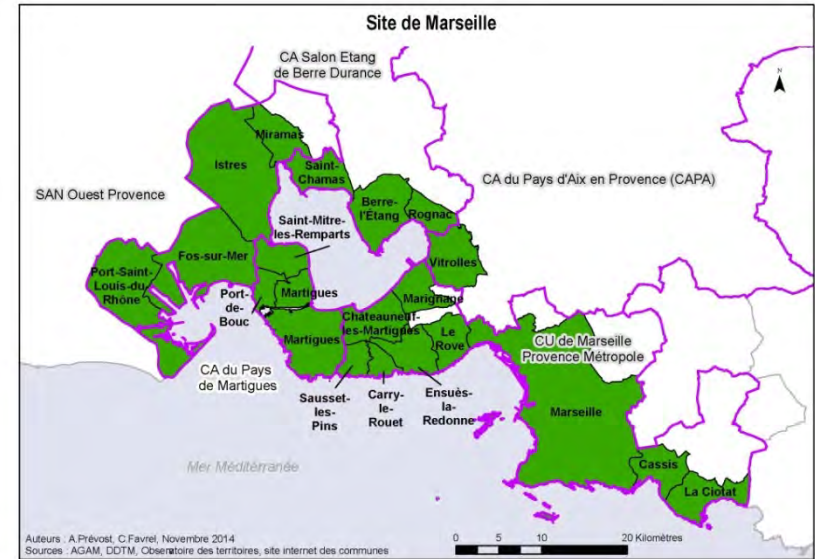 Site de Marseille
CA Salon Etang
de Berre Durance
N
Miramas
Istres
Saint-
Chamas
CA du Pays d'Aix en Provence (CAPA)
SAN Ouest Provence
Berre-
l'Étang
Rognac
Saint-Mitre-
les-Remparts
Fos-sur-Mer
Vitrolles
Port-Saint-
Louis-du-
Rhône
Port-
de-
Bouc
Martigues
Marignane
Chateauneuf-
les-Martigues
Martigues
Le
Rove
CU de Marseille
Provence Métropole
CA du Pays
de Martigues
Sausset-
les-
Pins
Carry-
le-
Rouet
Ensuès-
la-
Redonne
Marseille
Cassis
La Ciotat
Mer Méditérranée
Auteurs : A.Prévost, C.Favrel, Novembre 2014
Sources : AGAM, DDTM, Observatoire des territoires, site internet des communes
0 5 10 20 Kilomètres